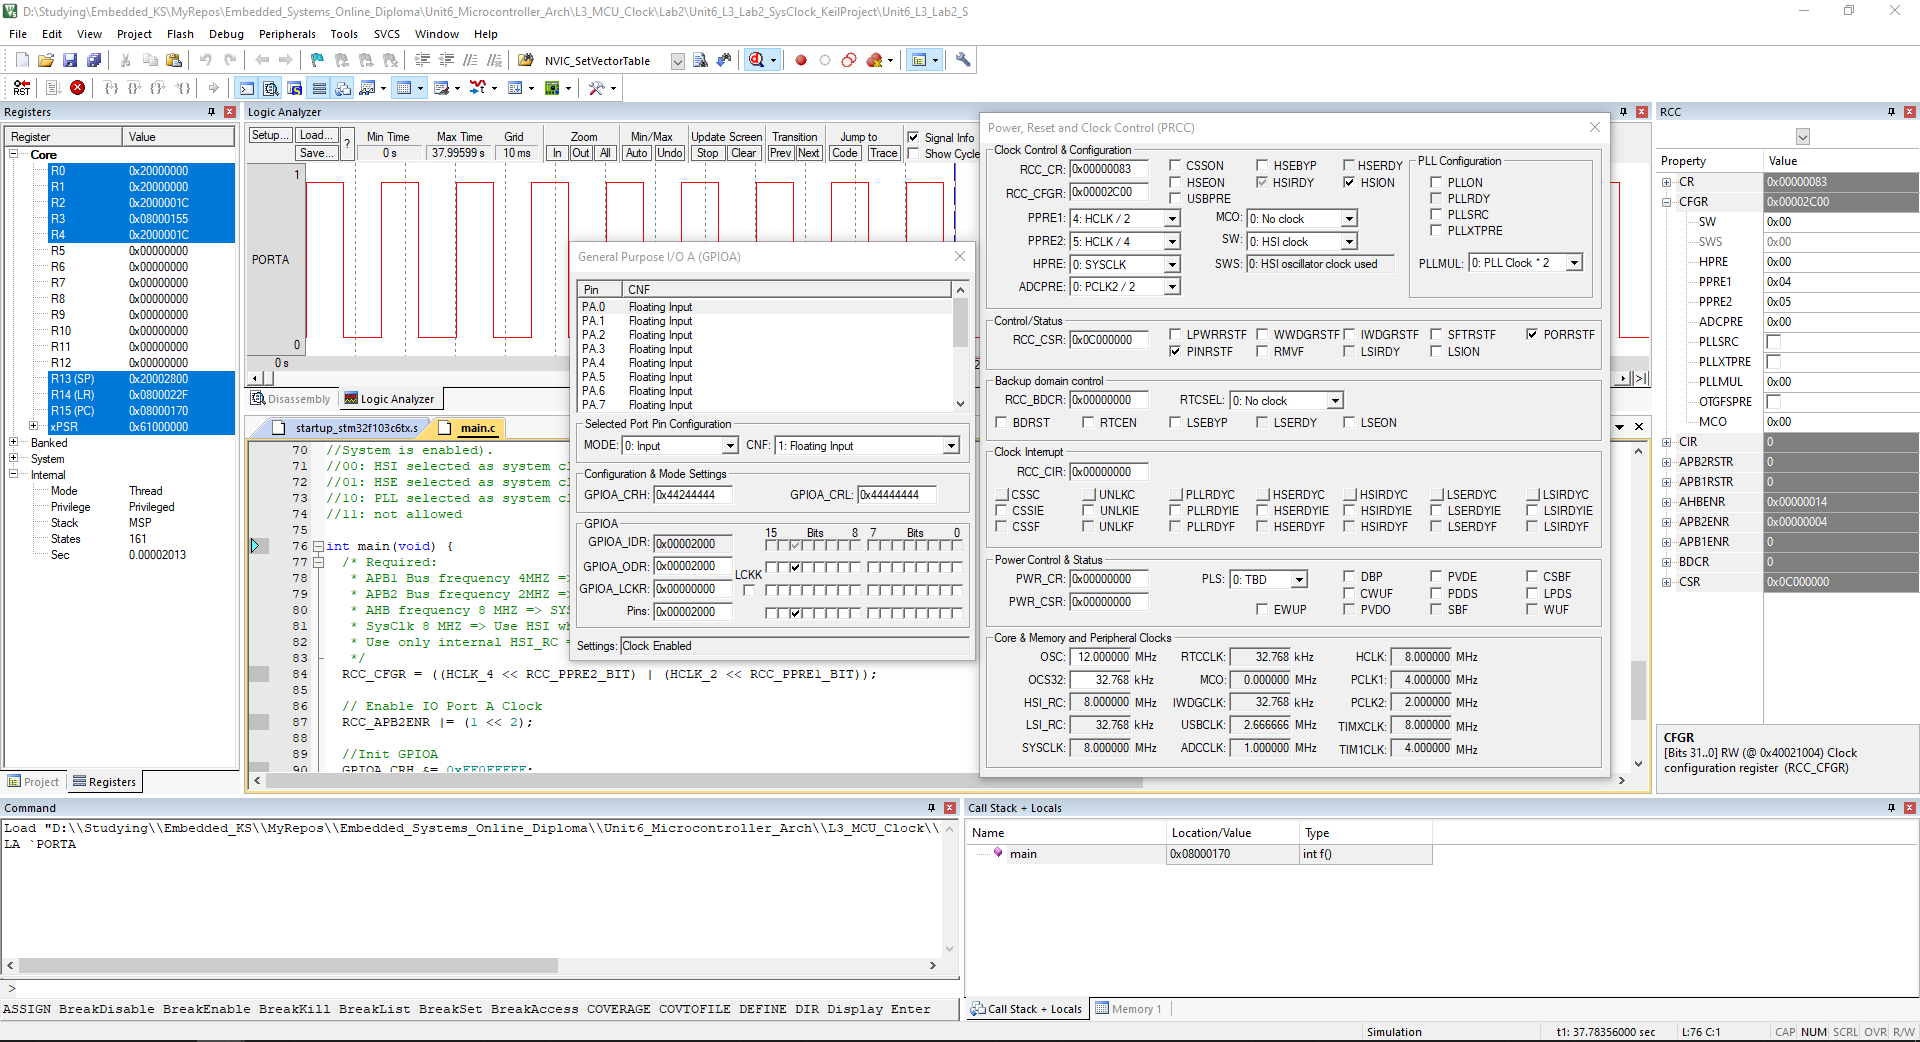 D:\Studying\Embedded_KS\MyRepos\Embedded_Systems_Online_Diploma\Unit6_Microcontroller_Arch\L3_MCU_Clock\Lab2\Unit6_L3_Lab2_SysClock_KeilProject\Unit6_L3_Lab2_S
File Edit View Project Flash Debug Peripherals Tools SVCS Window Help
NVIC_SetVectorTable
RST
Registers
Register Value
Core
R0 0x20000000
R1 0x20000000
R2 0x2000001C
R3 0x08000155
R4 0x2000001C
R5 0x00000000
R6 0x00000000
R7 0x00000000
R8 0x00000000
R9 0x00000000
R10 0x00000000
R11 0x00000000
R12 0x00000000
R13 (SP) 0x20002800
R14 (LR) 0x0800022F
R15 (PC) 0x08000170
xPSR 0x61000000
Banked
System
Internal
Mode Thread
Privilege Privileged
Stack MSP
States 161
Sec 0.00002013
Project Registers
Logic Analyzer
Setup... Load... Save... ?
Min Time 0 s
Max Time 37.99599 s
Grid 10 ms
Zoom In Out All
Min/Max Auto Undo
Update Screen Stop Clear
Transition Prev Next
Jump to Code Trace
Signal Info
Show Cycle
1
PORTA
0
0 s
Disassembly Logic Analyzer
startup_stm32f103c6tx.s main.c
70 //System is enabled).
71 //00: HSI selected as system cl
72 //01: HSE selected as system cl
73 //10: PLL selected as system cl
74 //11: not allowed
75
76 int main(void) {
77 /* Required:
78 * APB1 Bus frequency 4MHZ =>
79 * APB2 Bus frequency 2MHZ =>
80 * AHB frequency 8 MHZ => SYS
81 * SysClk 8 MHZ => Use HSI wh
82 * Use only internal HSI_RC =
83 */
84 RCC_CFGR = ((HCLK_4 << RCC_PPRE2_BIT) | (HCLK_2 << RCC_PPRE1_BIT));
85
86 // Enable IO Port A Clock
87 RCC_APB2ENR |= (1 << 2);
88
89 //Init GPIOA
90 GPIOA_CRH &= 0xFF0FFFFF;
General Purpose I/O A (GPIOA)
Pin CNF
PA.0 Floating Input
PA.1 Floating Input
PA.2 Floating Input
PA.3 Floating Input
PA.4 Floating Input
PA.5 Floating Input
PA.6 Floating Input
PA.7 Floating Input
Selected Port Pin Configuration
MODE: 0: Input CNF: 1: Floating Input
Configuration & Mode Settings
GPIOA_CRH: 0x44244444 GPIOA_CRL: 0x44444444
GPIOA
15 Bits 8 7 Bits 0
GPIOA_IDR: 0x00002000
GPIOA_ODR: 0x00002000
LCKK
GPIOA_LCKR: 0x00000000
Pins: 0x00002000
Settings: Clock Enabled
Power, Reset and Clock Control (PRCC)
Clock Control & Configuration
RCC_CR: 0x00000083 CSSON HSEBYP HSERDY
HSEON HSIRDY HSION
RCC_CFGR: 0x00002C00 USBPRE
PPRE1: 4: HCLK / 2 MCO: 0: No clock
PPRE2: 5: HCLK / 4 SW: 0: HSI clock
HPRE: 0: SYSCLK SWS: 0: HSI oscillator clock used
ADCPRE: 0: PCLK2 / 2
PLL Configuration
PLLON
PLLRDY
PLLSRC
PLLXTPRE
PLLMUL: 0: PLL Clock * 2
Control/Status
RCC_CSR: 0x0C000000 LPWRRSTF WWDGRSTF IWDGRSTF SFTRSTF PORRSTF
PINRSTF RMVF LSIRDY LSION
Backup domain control
RCC_BDCR: 0x00000000 RTCSEL: 0: No clock
BDRST RTCEN LSEBYP LSERDY LSEON
Clock Interrupt
RCC_CIR: 0x00000000
CSSC UNLKC PLLRDYC HSERDYC HSIRDYC LSERDYC LSIRDYC
CSSIE UNLKIE PLLRDYIE HSERDYIE HSIRDYIE LSERDYIE LSIRDYIE
CSSF UNLKF PLLRDYF HSERDYF HSIRDYF LSERDYF LSIRDYF
Power Control & Status
PWR_CR: 0x00000000 PLS: 0: TBD DBP PVDE CSBF
CWUF PDDS LPDS
PWR_CSR: 0x00000000 EWUP PVDO SBF WUF
Core & Memory and Peripheral Clocks
OSC: 12.000000 MHz RTCCLK: 32.768 kHz HCLK: 8.000000 MHz
OCS32: 32.768 kHz MCO: 0.000000 MHz PCLK1: 4.000000 MHz
HSI_RC: 8.000000 MHz IWDGCLK: 32.768 kHz PCLK2: 2.000000 MHz
LSI_RC: 32.768 kHz USBCLK: 2.666666 MHz TIMXCLK: 8.000000 MHz
SYSCLK: 8.000000 MHz ADCCLK: 1.000000 MHz TIM1CLK: 4.000000 MHz
RCC
Property Value
CR 0x00000083
CFGR 0x00002C00
SW 0x00
SWS 0x00
HPRE 0x00
PPRE1 0x04
PPRE2 0x05
ADCPRE 0x00
PLLSRC
PLLXTPRE
PLLMUL 0x00
OTGFSPRE
MCO 0x00
CIR 0
APB2RSTR 0
APB1RSTR 0
AHBENR 0x00000014
APB2ENR 0x00000004
APB1ENR 0
BDCR 0
CSR 0x0C000000
CFGR
[Bits 31..0] RW (@ 0x40021004) Clock
configuration register (RCC_CFGR)
Command
Load "D:\\Studying\\Embedded_KS\\MyRepos\\Embedded_Systems_Online_Diploma\\Unit6_Microcontroller_Arch\\L3_MCU_Clock\\
LA `PORTA
>
ASSIGN BreakDisable BreakEnable BreakKill BreakList BreakSet BreakAccess COVERAGE COVTOFILE DEFINE DIR Display Enter
Call Stack + Locals
Name Location/Value Type
main 0x08000170 int f()
Call Stack + Locals Memory 1
Simulation t1: 37.78356000 sec L:76 C:1 CAP NUM SCRL OVR R/W